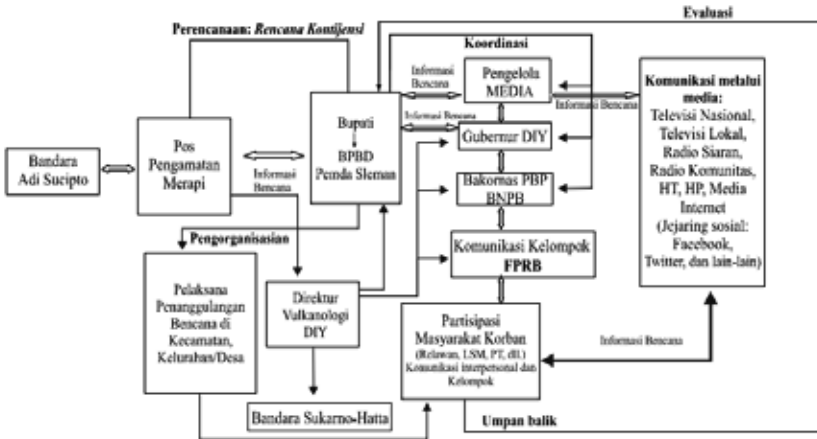 Evaluasi
Perencanaan: Rencana Kontijensi
Koordinasi
Informasi
Bencana
Pengelola
MEDIA
Informasi Bencana
Komunikasi melalui
media:
Televisi Nasional,
Televisi Lokal,
Radio Siaran,
Radio Komunitas,
HT, HP, Media
Internet
(Jejaring sosial:
Facebook,
Twitter, dan lain-lain)
Bandara
Adi Sucipto
Pos
Pengamatan
Merapi
Informasi
Bencana
Bupati
BPBD
Pemda Sleman
Informasi Bencana
Gubernur DIY
Bakornas PBP
BNPB
Komunikasi Kelompok
FPRB
Pengorganisasian
Pelaksana
Penanggulangan
Bencana di
Kecamatan,
Kelurahan/Desa
Direktur
Vulkanologi
DIY
Partisipasi
Masyarakat Korban
(Relawan, LSM, PT, dll.)
Komunikasi interpersonal dan
Kelompok
Informasi Bencana
Bandara Sukarno-Hatta
Umpan balik